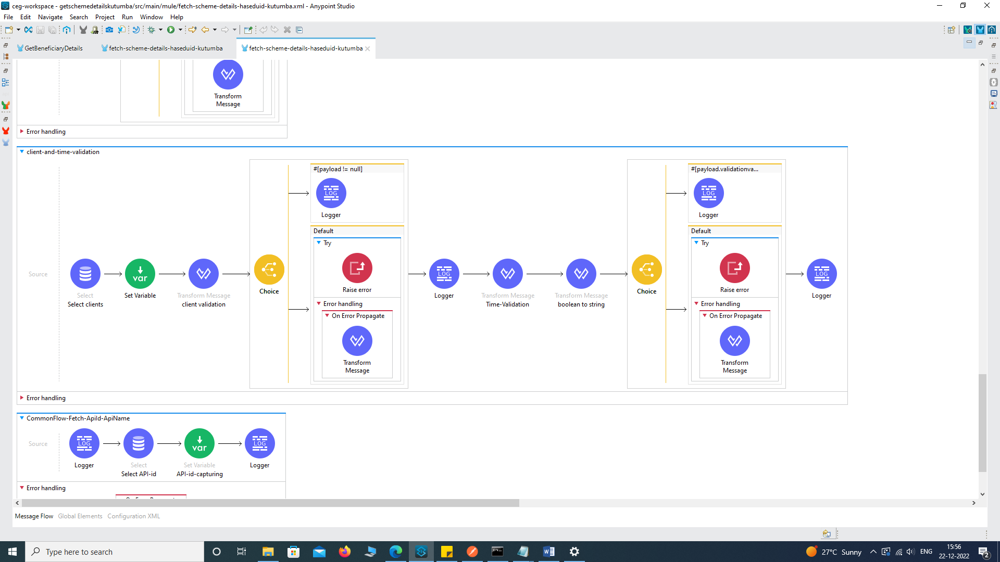 ceg-workspace - getschemedetailskutumba/src/main/mule/fetch-scheme-details-haseduid-kutumba.xml - Anypoint Studio
File Edit Navigate Search Project Run Window Help
GetBeneficiaryDetails
fetch-scheme-details-haseduid-kutumba
fetch-scheme-details-haseduid-kutumba
Transform
Message
Error handling
client-and-time-validation
Source
Select
Select clients
var
Set Variable
Transform Message
client validation
Choice
#[payload != null]
LOG
Logger
Default
Try
Raise error
Error handling
On Error Propagate
Transform
Message
LOG
Logger
Transform Message
Time-Validation
Transform Message
boolean to string
Choice
#[payload.validationva...
LOG
Logger
Default
Try
Raise error
Error handling
On Error Propagate
Transform
Message
LOG
Logger
Error handling
CommonFlow-Fetch-ApiId-ApiName
Source
LOG
Logger
Select
Select API-id
var
Set Variable
API-id-capturing
LOG
Logger
Error handling
Message Flow Global Elements Configuration XML
Type here to search
27°C Sunny
ENG
15:56
22-12-2022
2